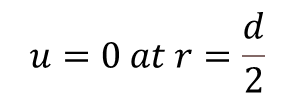 u = 0 at r = d/2